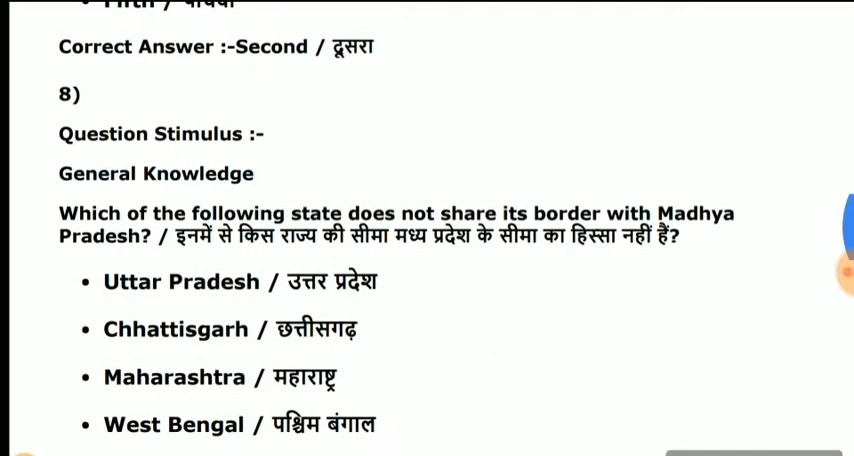 Correct Answer :-Second / दूसरा
8)
Question Stimulus :-
General Knowledge
Which of the following state does not share its border with Madhya
Pradesh? / इनमें से किस राज्य की सीमा मध्य प्रदेश के सीमा का हिस्सा नहीं हैं?
• Uttar Pradesh / उत्तर प्रदेश
• Chhattisgarh / छत्तीसगढ़
• Maharashtra / महाराष्ट्र
• West Bengal / पश्चिम बंगाल